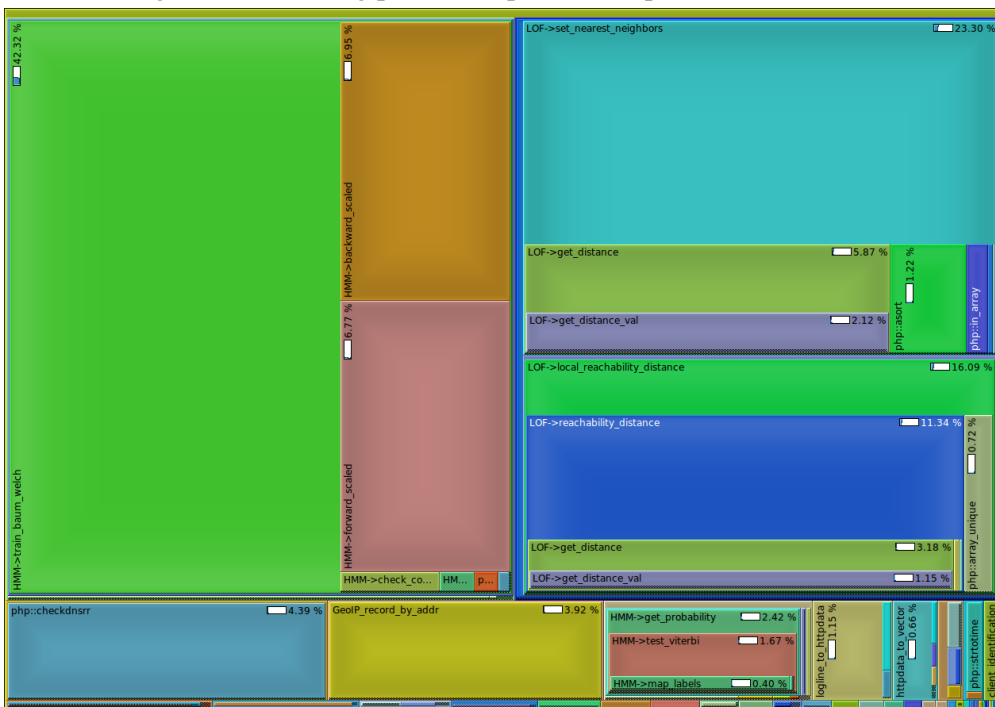 42.32 %
HMM->train_baum_welch
6.95 %
HMM->backward_scaled
6.77 %
HMM->forward_scaled
HMM->check_co...
HM...
p...
LOF->set_nearest_neighbors
23.30 %
LOF->get_distance
5.87 %
LOF->get_distance_val
2.12 %
1.22 %
php::asort
php::in_array
LOF->local_reachability_distance
16.09 %
LOF->reachability_distance
11.34 %
0.72 %
php::array_unique
LOF->get_distance
3.18 %
LOF->get_distance_val
1.15 %
php::checkdnsrr
4.39 %
GeoIP_record_by_addr
3.92 %
HMM->get_probability
2.42 %
HMM->test_viterbi
1.67 %
HMM->map_labels
0.40 %
logline_to_httpdata
1.15 %
httpdata_to_vector
0.66 %
php::strtotime
client_identification